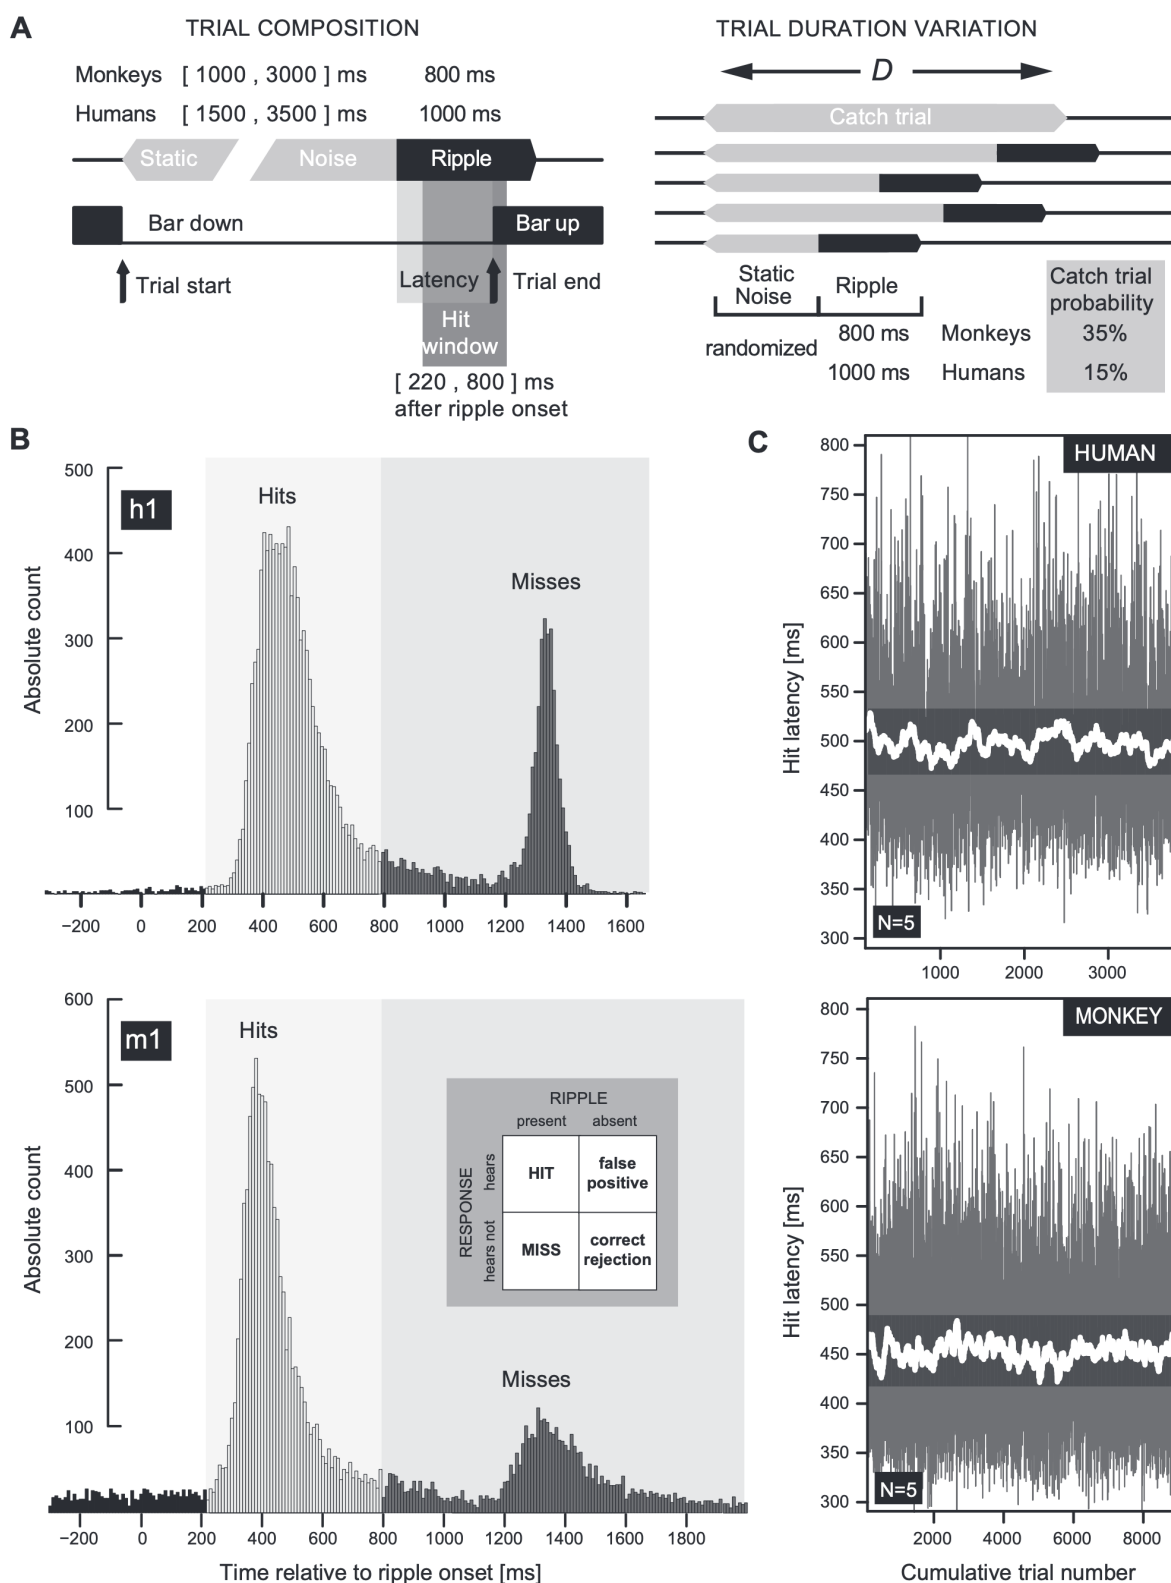 A
TRIAL COMPOSITION
Monkeys [ 1000 , 3000 ] ms 800 ms
Humans [ 1500 , 3500 ] ms 1000 ms
Static Noise Ripple
Bar down Bar up
Trial start Latency Trial end
Hit
window
[ 220 , 800 ] ms
after ripple onset
TRIAL DURATION VARIATION
D
Catch trial
Static
Noise
Ripple
Catch trial
probability
randomized
800 ms Monkeys 35%
1000 ms Humans 15%
B
h1
Hits
Misses
Absolute count
500
400
300
200
100
−200 0 200 400 600 800 1000 1200 1400 1600
m1
Hits
Misses
Absolute count
600
500
400
300
200
100
RIPPLE
present absent
RESPONSE
hears
hears not
HIT
false
positive
MISS
correct
rejection
−200 0 200 400 600 800 1000 1200 1400 1600 1800
Time relative to ripple onset [ms]
C
HUMAN
Hit latency [ms]
800
750
700
650
600
550
500
450
400
350
300
N=5
1000 2000 3000
MONKEY
Hit latency [ms]
800
750
700
650
600
550
500
450
400
350
300
N=5
2000 4000 6000 8000
Cumulative trial number